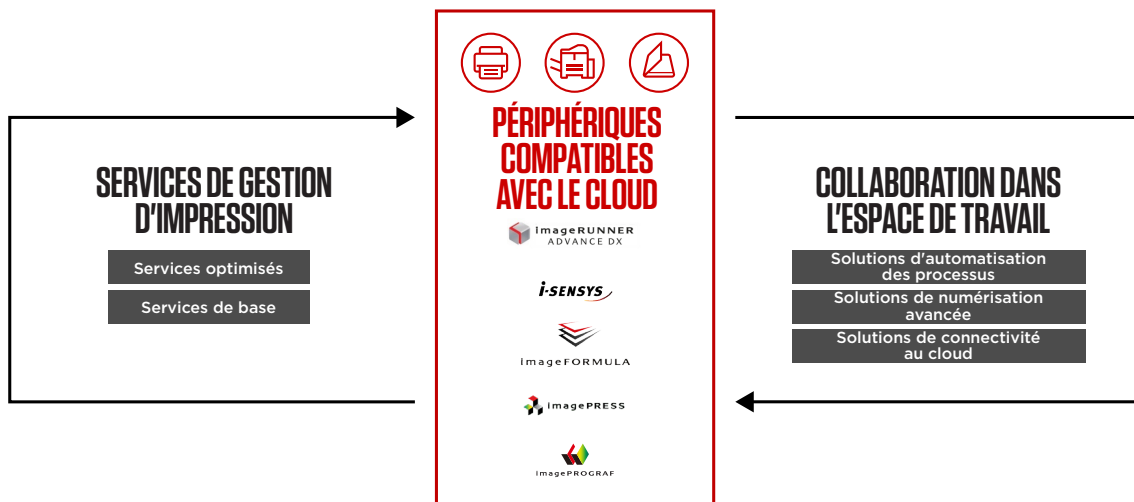 SERVICES DE GESTION
D'IMPRESSION
Services optimisés
Services de base
PÉRIPHÉRIQUES
COMPATIBLES
AVEC LE CLOUD
imageRUNNER
ADVANCE DX
i-SENSYS
imageFORMULA
imagePRESS
imagePROGRAF
COLLABORATION DANS
L'ESPACE DE TRAVAIL
Solutions d'automatisation
des processus
Solutions de numérisation
avancée
Solutions de connectivité
au cloud